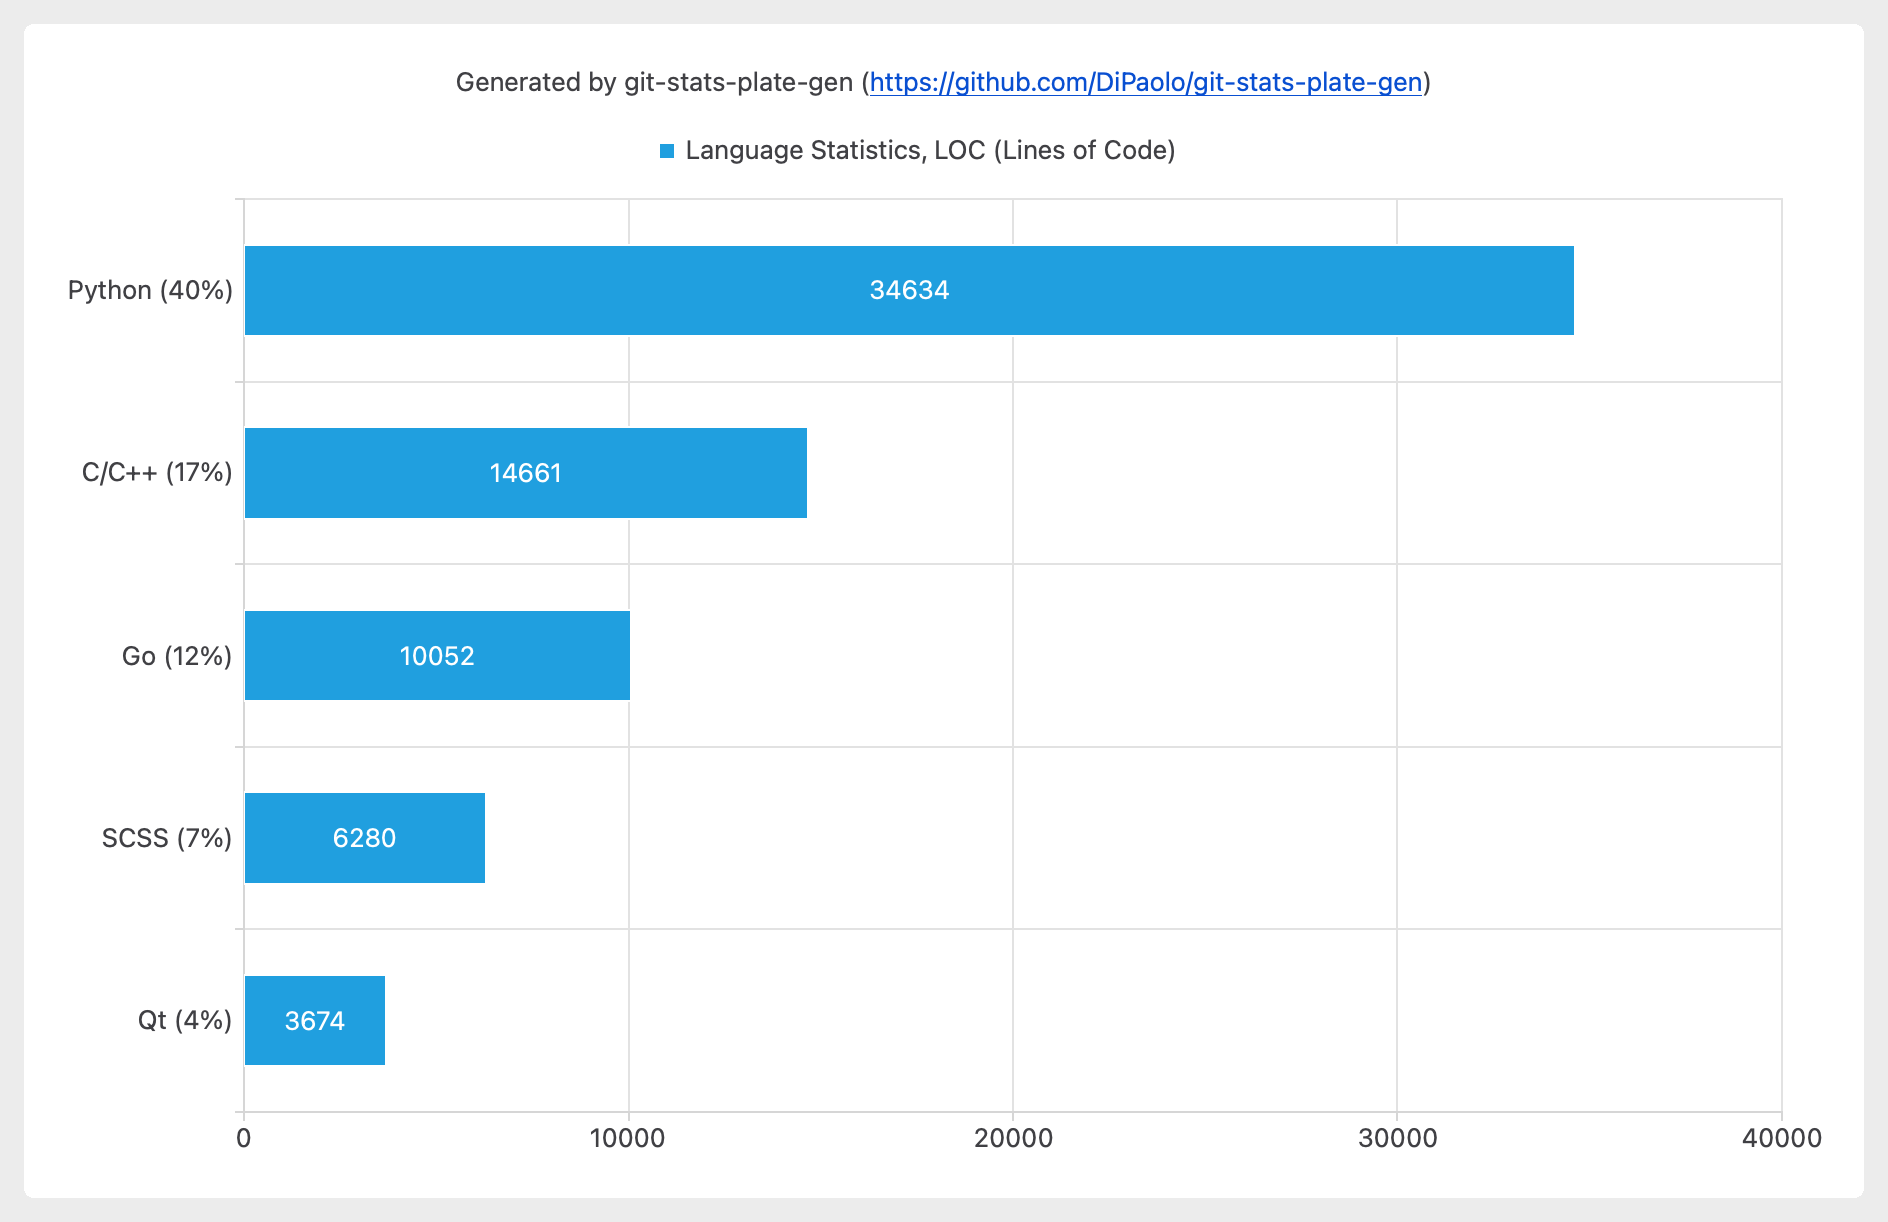 Generated by git-stats-plate-gen (https://github.com/DiPaolo/git-stats-plate-gen)
Language Statistics, LOC (Lines of Code)
Python (40%) 34634
C/C++ (17%) 14661
Go (12%) 10052
SCSS (7%) 6280
Qt (4%) 3674
0 10000 20000 30000 40000